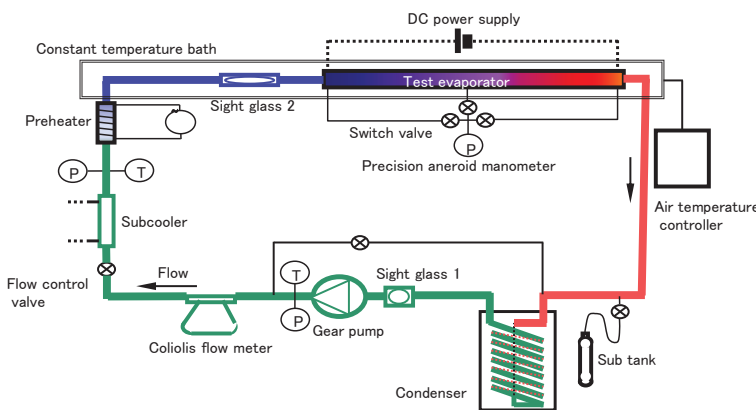 DC power supply
Constant temperature bath
Test evaporator
Sight glass 2
Preheater
Switch valve
P
Precision aneroid manometer
P
T
Air temperature
controller
Subcooler
Flow control
valve
Flow
T
P
Sight glass 1
Gear pump
Coliolis flow meter
Sub tank
Condenser